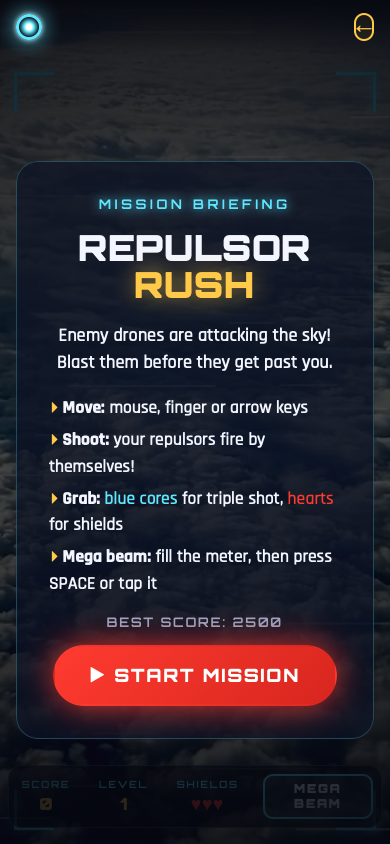 ←
MISSION BRIEFING
REPULSOR
RUSH
Enemy drones are attacking the sky!
Blast them before they get past you.
Move: mouse, finger or arrow keys
Shoot: your repulsors fire by
themselves!
Grab: blue cores for triple shot, hearts
for shields
Mega beam: fill the meter, then press
SPACE or tap it
BEST SCORE: 2500
▶ START MISSION
SCORE LEVEL SHIELDS MEGA
0 1 ♥♥♥ BEAM